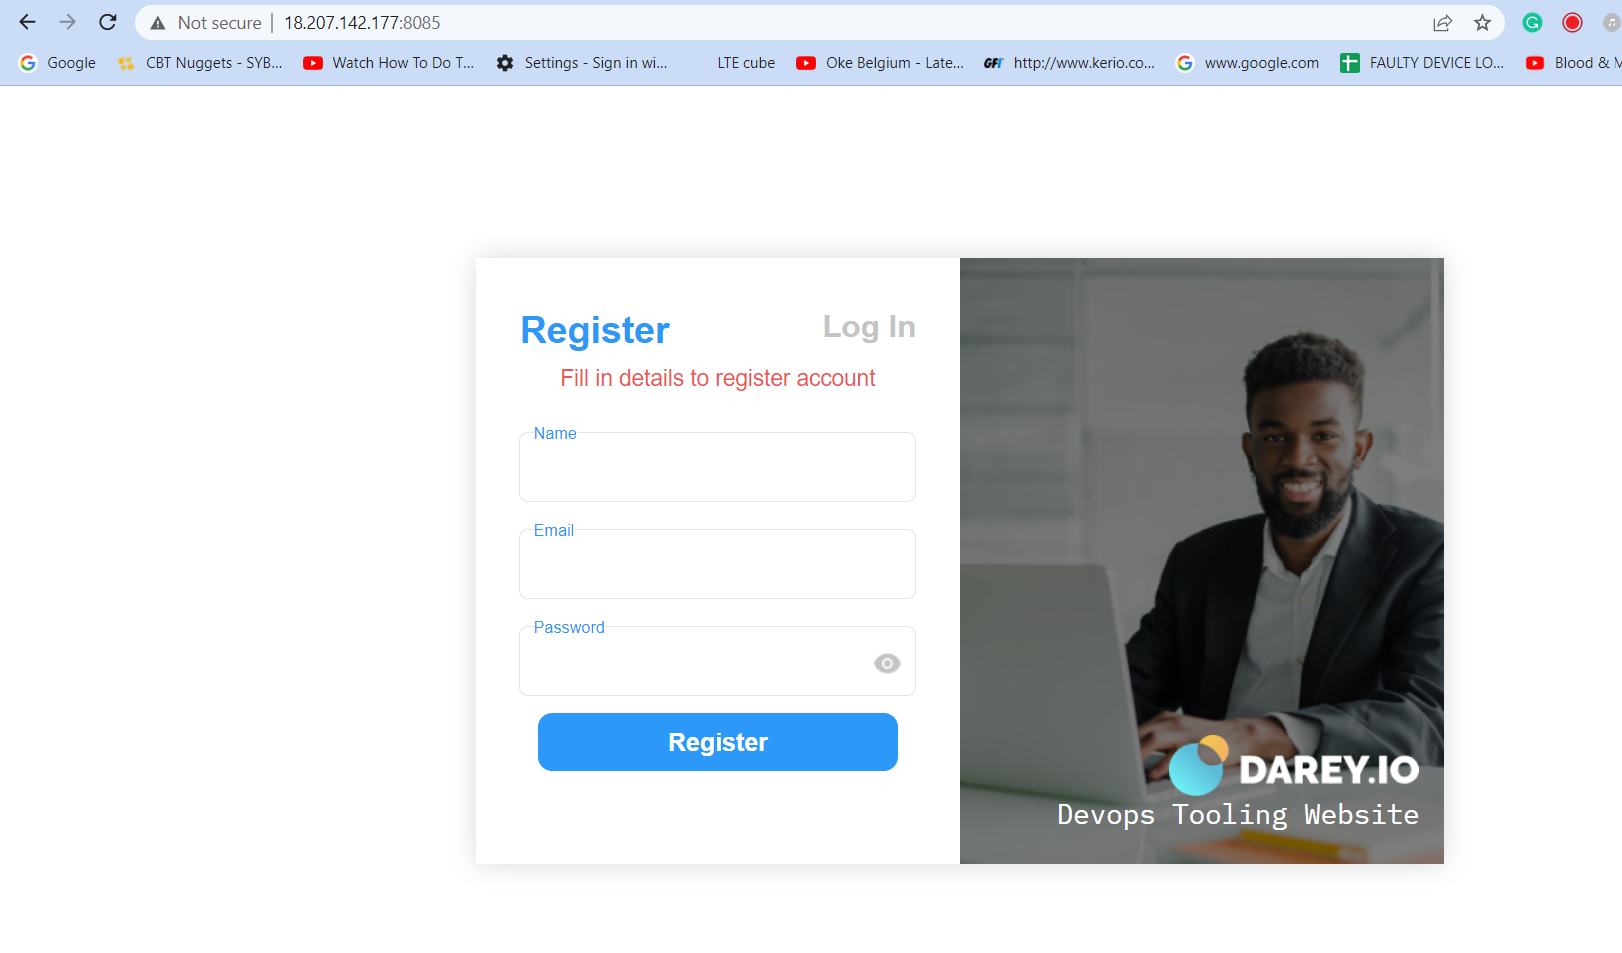 Not secure | 18.207.142.177:8085
Google CBT Nuggets - SYB... Watch How To Do T... Settings - Sign in wi... LTE cube Oke Belgium - Late... GFI http://www.kerio.co... www.google.com FAULTY DEVICE LO... Blood &
Register Log In
Fill in details to register account
Name
Email
Password
Register
DAREY.IO
Devops Tooling Website